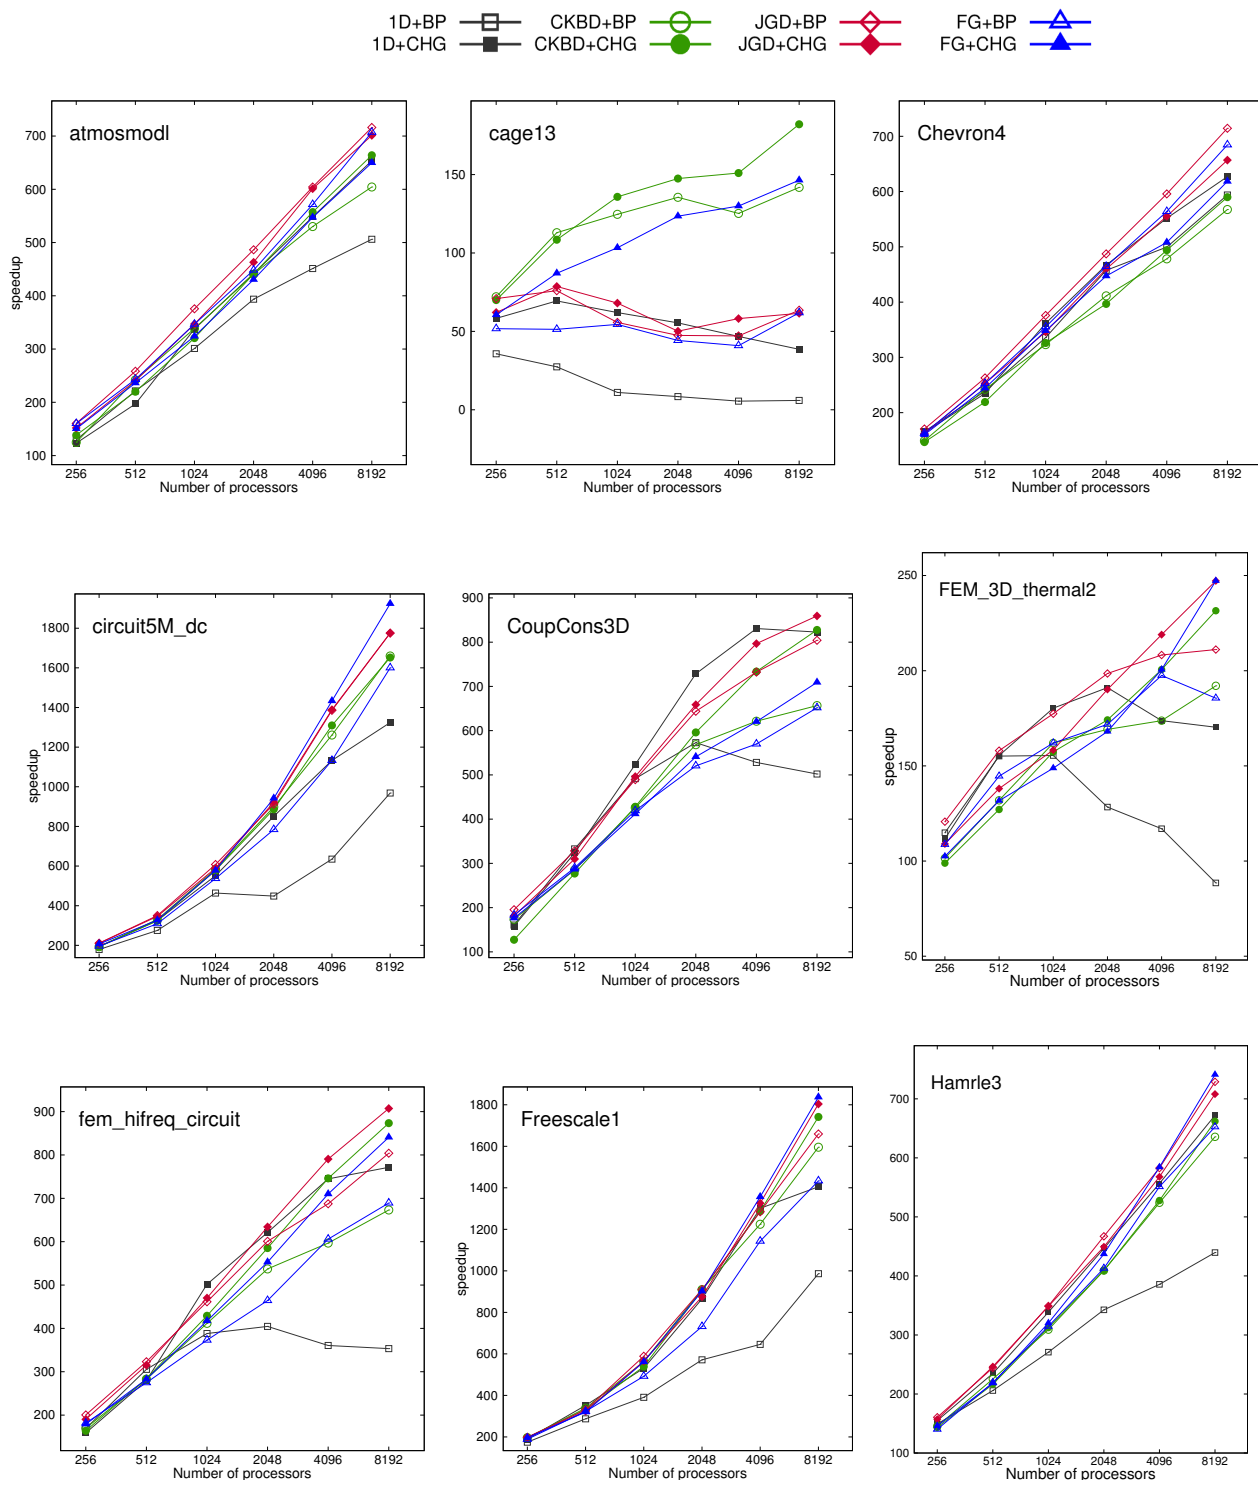 1D+BP CKBD+BP JGD+BP FG+BP
1D+CHG CKBD+CHG JGD+CHG FG+CHG
atmosmodl
speedup
700
600
500
400
300
200
100
256 512 1024 2048 4096 8192
Number of processors
cage13
150
100
50
0
256 512 1024 2048 4096 8192
Number of processors
Chevron4
700
600
500
400
300
200
256 512 1024 2048 4096 8192
Number of processors
circuit5M_dc
speedup
1800
1600
1400
1200
1000
800
600
400
200
256 512 1024 2048 4096 8192
Number of processors
CoupCons3D
speedup
900
800
700
600
500
400
300
200
100
256 512 1024 2048 4096 8192
Number of processors
FEM_3D_thermal2
speedup
250
200
150
100
50
256 512 1024 2048 4096 8192
Number of processors
fem_hifreq_circuit
speedup
900
800
700
600
500
400
300
200
256 512 1024 2048 4096 8192
Number of processors
Freescale1
speedup
1800
1600
1400
1200
1000
800
600
400
200
256 512 1024 2048 4096 8192
Number of processors
Hamrle3
speedup
700
600
500
400
300
200
100
256 512 1024 2048 4096 8192
Number of processors